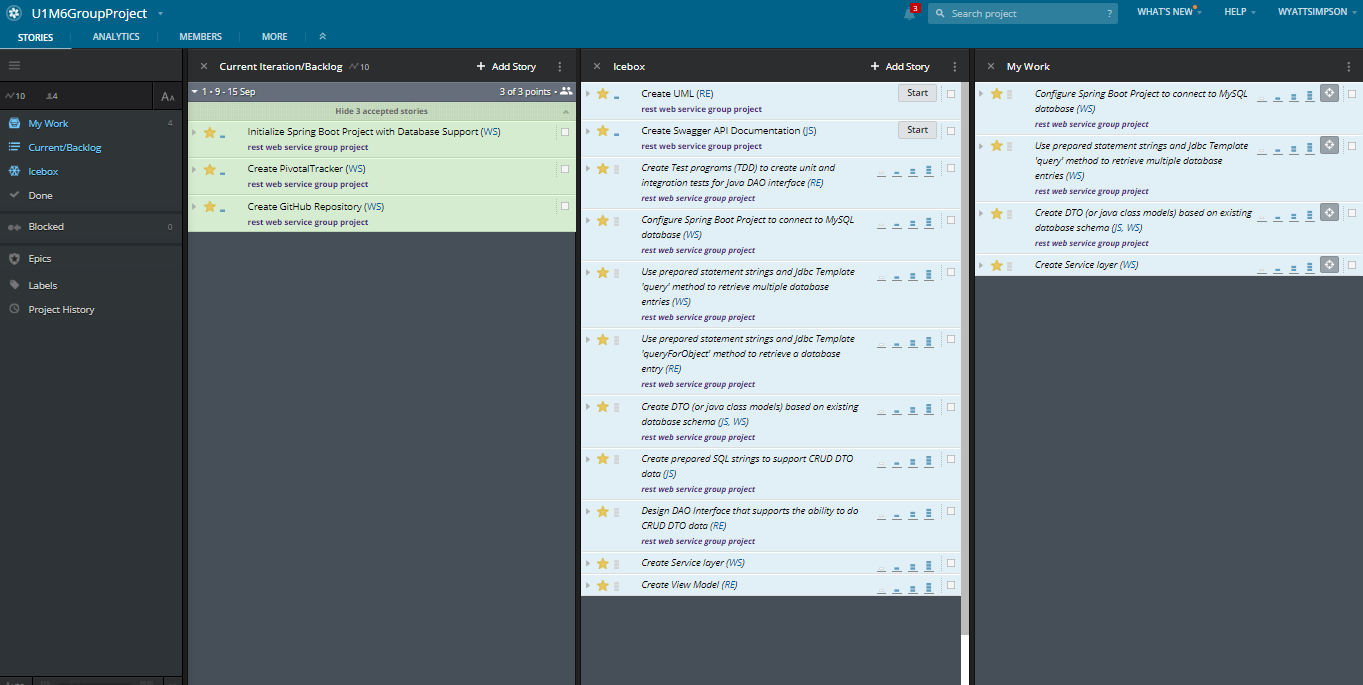 U1M6GroupProject
3
Search project
?
WHAT'S NEW
HELP
WYATTSIMPSON
STORIES
ANALYTICS
MEMBERS
MORE
10
4
AA
My Work 4
Current/Backlog
Icebox
Done
Blocked 0
Epics
Labels
Project History
Current Iteration/Backlog 10
+ Add Story
1 • 9 - 15 Sep
3 of 3 points •
Hide 3 accepted stories
Initialize Spring Boot Project with Database Support (WS)
rest web service group project
Create PivotalTracker (WS)
rest web service group project
Create GitHub Repository (WS)
rest web service group project
Icebox
+ Add Story
Create UML (RE)
Start
rest web service group project
Create Swagger API Documentation (JS)
Start
rest web service group project
Create Test programs (TDD) to create unit and
integration tests for Java DAO interface (RE)
rest web service group project
Configure Spring Boot Project to connect to MySQL
database (WS)
rest web service group project
Use prepared statement strings and Jdbc Template
'query' method to retrieve multiple database
entries (WS)
rest web service group project
Use prepared statement strings and Jdbc Template
'queryForObject' method to retrieve a database
entry (RE)
rest web service group project
Create DTO (or java class models) based on existing
database schema (JS, WS)
rest web service group project
Create prepared SQL strings to support CRUD DTO
data (JS)
rest web service group project
Design DAO Interface that supports the ability to do
CRUD DTO data (RE)
rest web service group project
Create Service layer (WS)
Create View Model (RE)
My Work
Configure Spring Boot Project to connect to MySQL
database (WS)
rest web service group project
Use prepared statement strings and Jdbc Template
'query' method to retrieve multiple database
entries (WS)
rest web service group project
Create DTO (or java class models) based on existing
database schema (JS, WS)
rest web service group project
Create Service layer (WS)